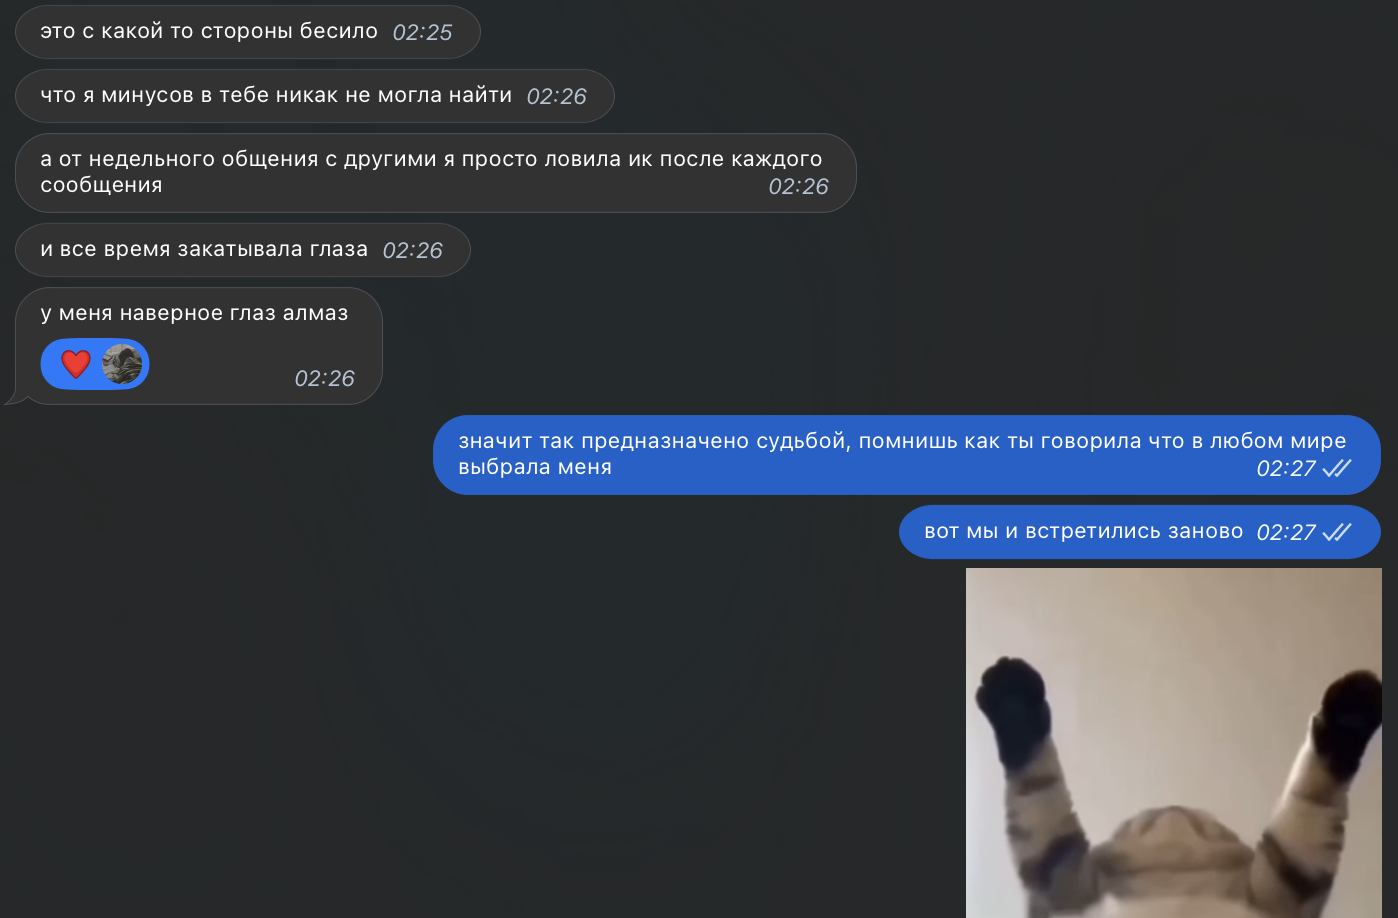 это с какой то стороны бесило 02:25
что я минусов в тебе никак не могла найти 02:26
а от недельного общения с другими я просто ловила ик после каждого
сообщения 02:26
и все время закатывала глаза 02:26
у меня наверное глаз алмаз
❤️ 02:26
значит так предназначено судьбой, помнишь как ты говорила что в любом мире
выбрала меня 02:27
вот мы и встретились заново 02:27